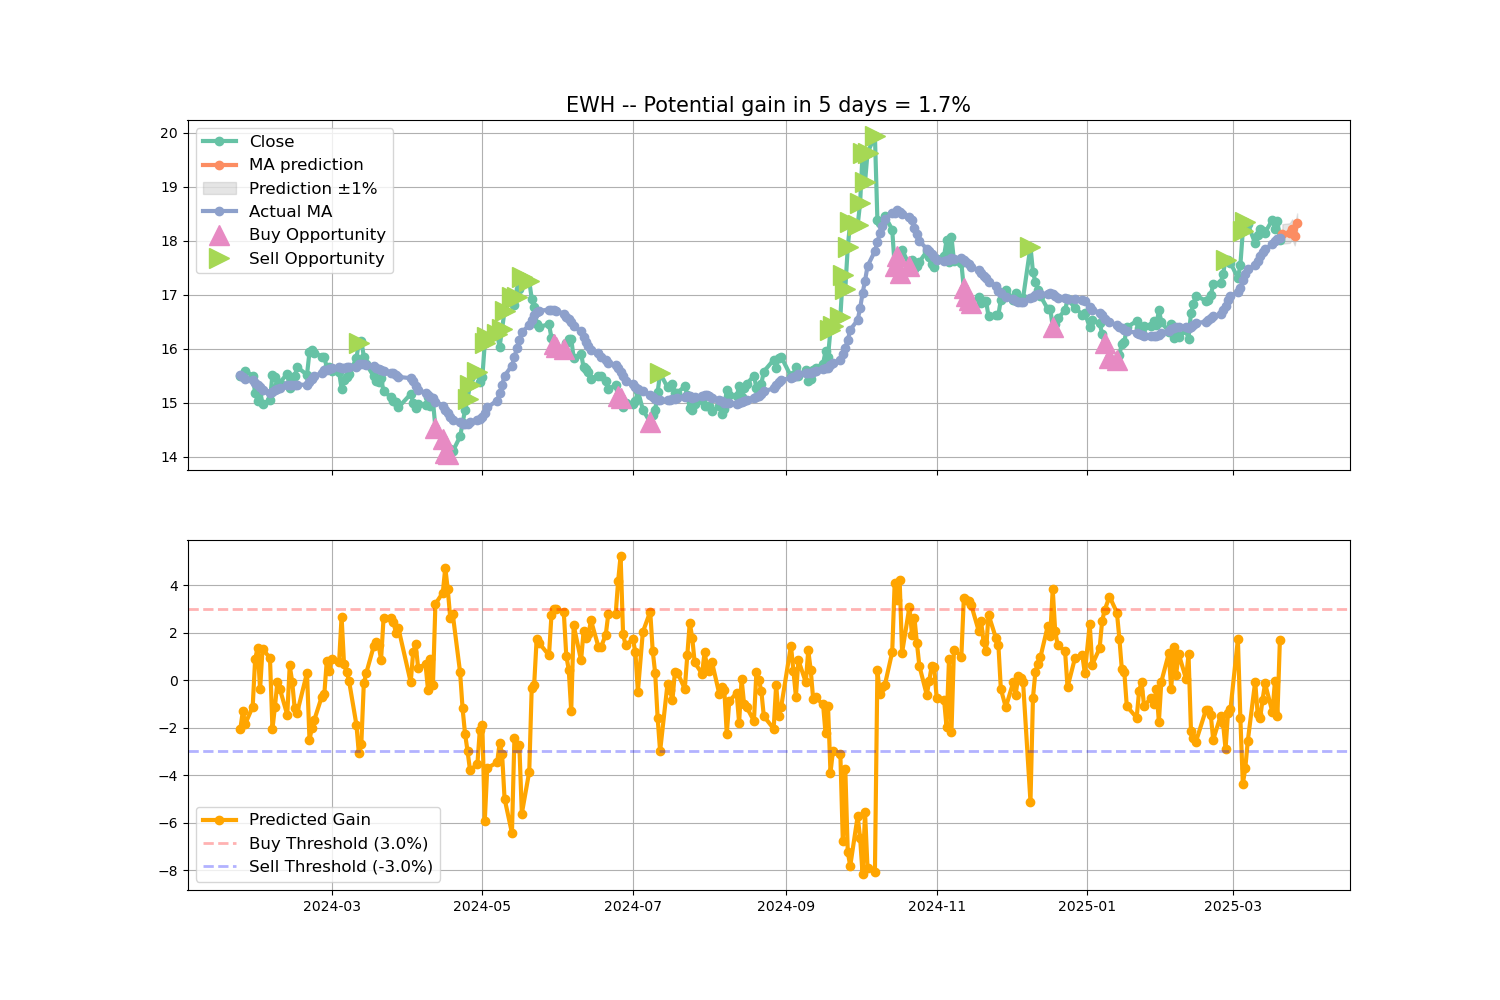 EWH -- Potential gain in 5 days = 1.7%
20
19
18
17
16
15
14
Close
MA prediction
Prediction ±1%
Actual MA
Buy Opportunity
Sell Opportunity
4
2
0
−2
−4
−6
−8
Predicted Gain
Buy Threshold (3.0%)
Sell Threshold (-3.0%)
2024-03
2024-05
2024-07
2024-09
2024-11
2025-01
2025-03